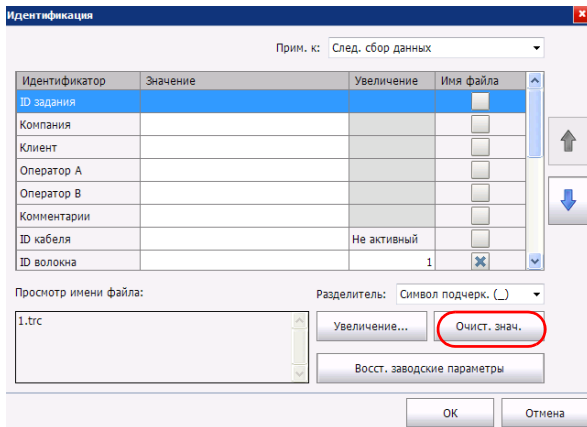 Идентификация
Прим. к: След. сбор данных
Идентификатор Значение Увеличение Имя файла
ID задания
Компания
Клиент
Оператор A
Оператор B
Комментарии
ID кабеля Не активный
ID волокна 1
Просмотр имени файла: Разделитель: Символ подчерк. (_)
1.trc Увеличение... Очист. знач.
Восст. заводские параметры
OK Отмена